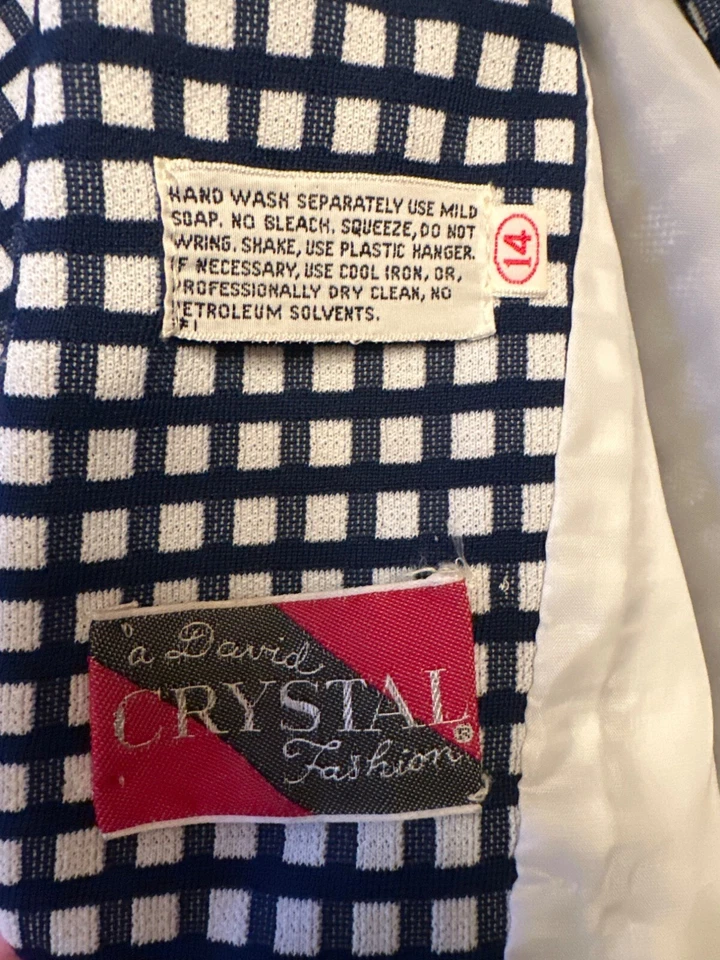 HAND WASH SEPARATELY USE MILD
SOAP. NO BLEACH. SQUEEZE, DO NOT
WRING. SHAKE, USE PLASTIC HANGER.
F NECESSARY, USE COOL IRON, OR,
PROFESSIONALLY DRY CLEAN, NO
PETROLEUM SOLVENTS.
14
'a David
CRYSTAL®
Fashion